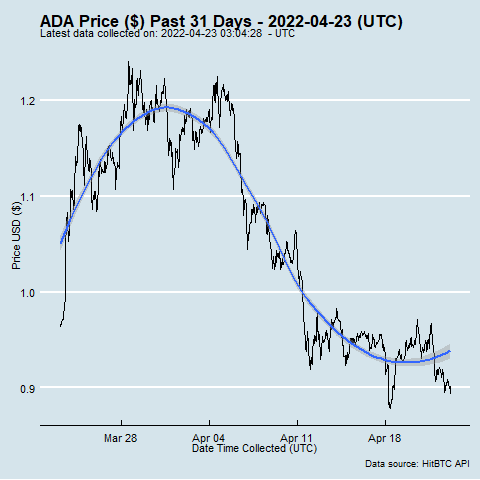 ADA Price ($) Past 31 Days - 2022-04-23 (UTC)
Latest data collected on: 2022-04-23 03:04:28 - UTC
Price USD ($)
1.2
1.1
1.0
0.9
Mar 28 Apr 04 Apr 11 Apr 18
Date Time Collected (UTC)
Data source: HitBTC API